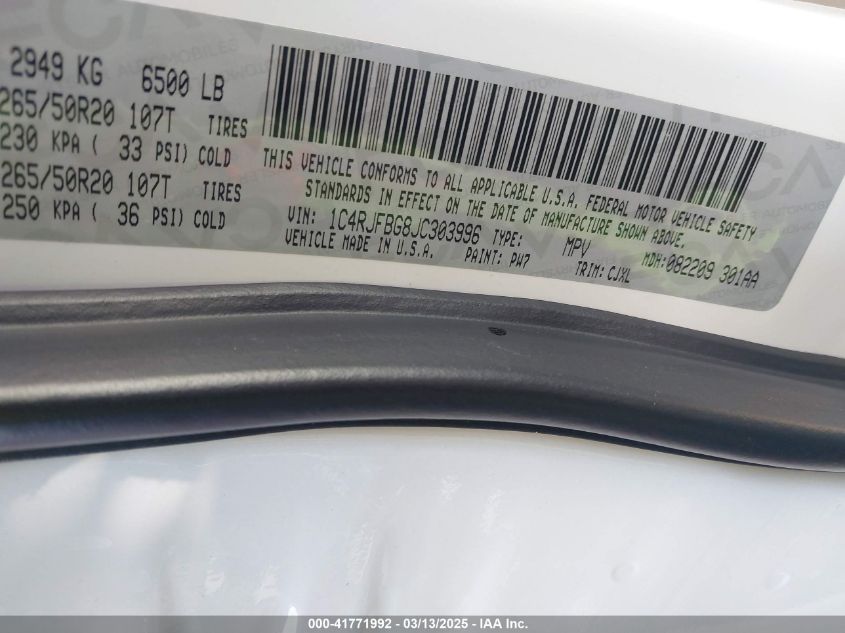 2949 KG 6500 LB
265/50R20 107T TIRES
230 KPA ( 33 PSI) COLD
265/50R20 107T TIRES
250 KPA ( 36 PSI) COLD
THIS VEHICLE CONFORMS TO ALL APPLICABLE U.S.A. FEDERAL MOTOR VEHICLE SAFETY
STANDARDS IN EFFECT ON THE DATE OF MANUFACTURE SHOWN ABOVE.
VIN: 1C4RJFBG8JC303996 TYPE: MPV MDH: 082209 301AA
VEHICLE MADE IN U.S.A. PAINT: PW7 TRIM: CJXL
000-41771992 - 03/13/2025 - IAA Inc.